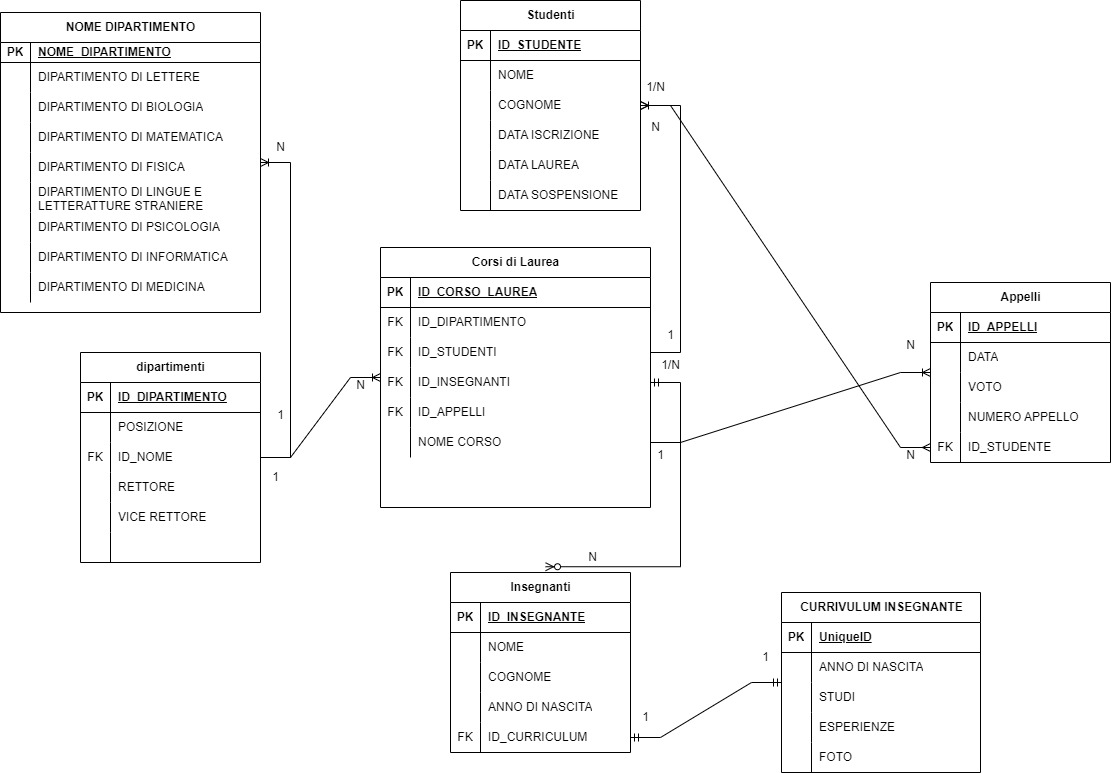 NOME DIPARTIMENTO
PK NOME_DIPARTIMENTO
DIPARTIMENTO DI LETTERE
DIPARTIMENTO DI BIOLOGIA
DIPARTIMENTO DI MATEMATICA
DIPARTIMENTO DI FISICA
DIPARTIMENTO DI LINGUE E
LETTERATTURE STRANIERE
DIPARTIMENTO DI PSICOLOGIA
DIPARTIMENTO DI INFORMATICA
DIPARTIMENTO DI MEDICINA
N
1
dipartimenti
PK ID_DIPARTIMENTO
POSIZIONE
FK ID_NOME
RETTORE
VICE RETTORE
1
N
Studenti
PK ID_STUDENTE
NOME
COGNOME
DATA ISCRIZIONE
DATA LAUREA
DATA SOSPENSIONE
1/N
N
Corsi di Laurea
PK ID_CORSO_LAUREA
FK ID_DIPARTIMENTO
FK ID_STUDENTI
FK ID_INSEGNANTI
FK ID_APPELLI
NOME CORSO
1
1/N
1
N
N
Appelli
PK ID_APPELLI
DATA
VOTO
NUMERO APPELLO
FK ID_STUDENTE
N
Insegnanti
PK ID_INSEGNANTE
NOME
COGNOME
ANNO DI NASCITA
FK ID_CURRICULUM
1
1
CURRIVULUM INSEGNANTE
PK UniqueID
ANNO DI NASCITA
STUDI
ESPERIENZE
FOTO